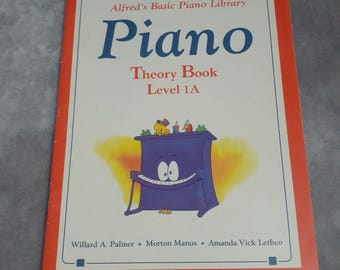 Alfred's Basic Piano Library
Piano
Theory Book
Level 1A
Willard A. Palmer • Morton Manus • Amanda Vick Lethco